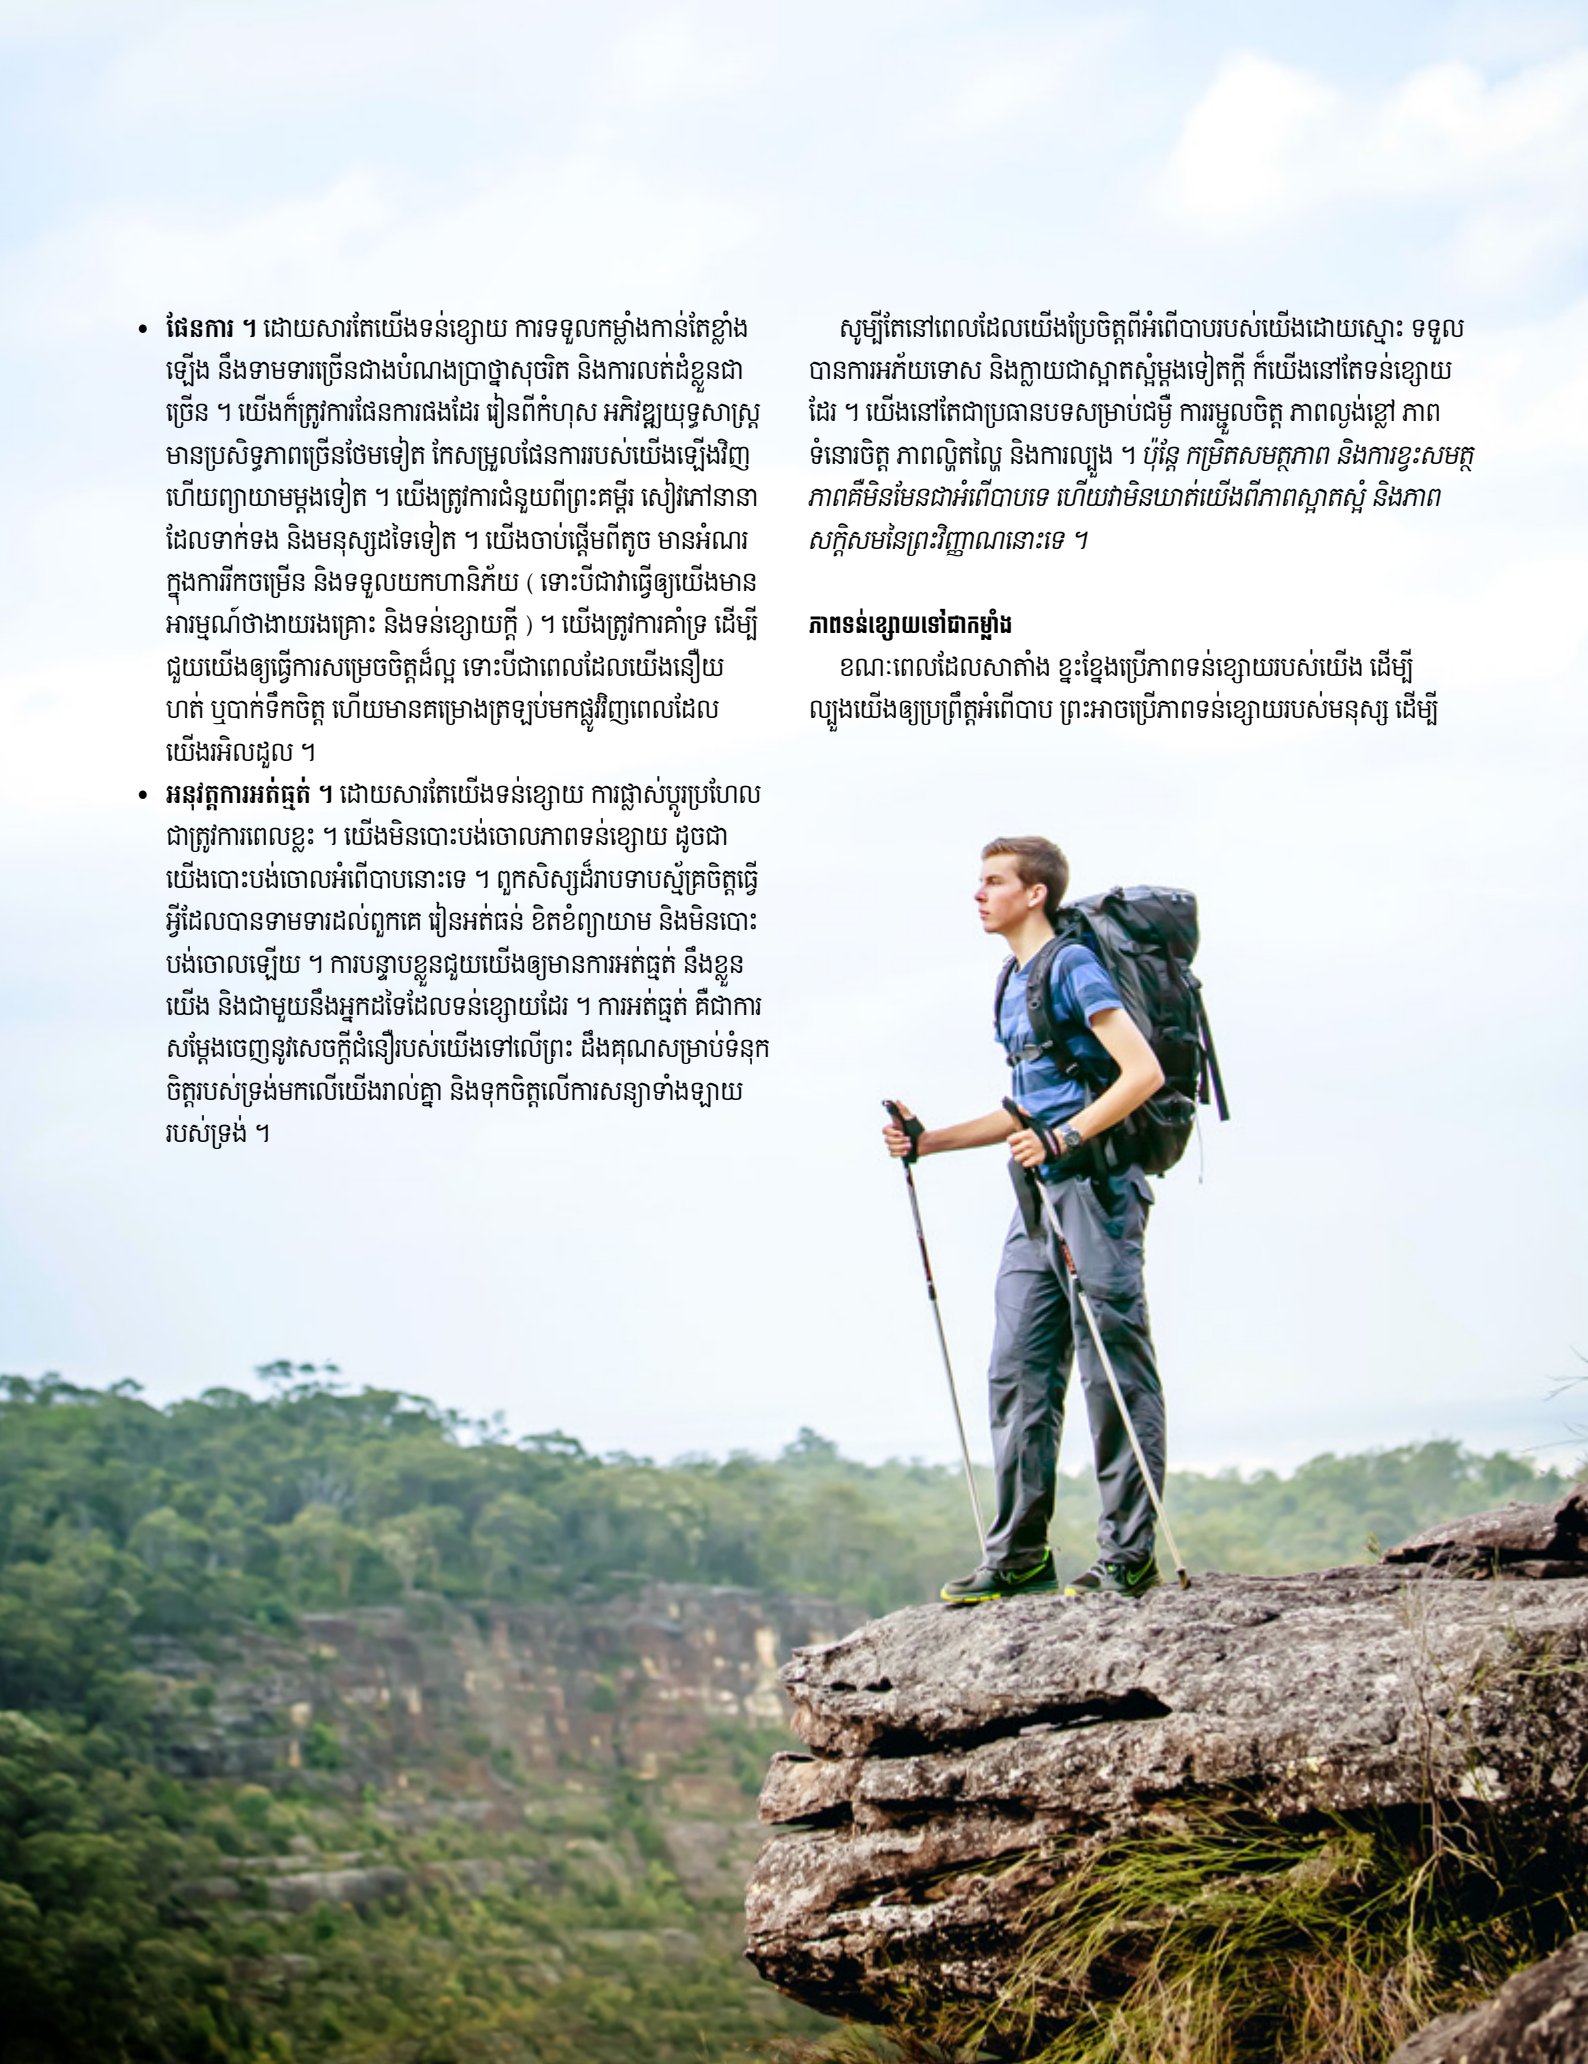 • ផែនការ ។ ដោយសារតែយើងទន់ខ្សោយ ការទទួលកម្លាំងកាន់តែខ្លាំង
ឡើង នឹងទាមទារច្រើនជាងបំណងប្រាថ្នាសុចរិត និងការលត់ដំខ្លួនជា
ច្រើន ។ យើងក៏ត្រូវការផែនការផងដែរ រៀនពីកំហុស អភិវឌ្ឍយុទ្ធសាស្ត្រ
មានប្រសិទ្ធភាពច្រើនថែមទៀត កែសម្រួលផែនការរបស់យើងឡើងវិញ
ហើយព្យាយាមម្តងទៀត ។ យើងត្រូវការជំនួយពីព្រះគម្ពីរ សៀវភៅនានា
ដែលទាក់ទង និងមនុស្សដទៃទៀត ។ យើងចាប់ផ្តើមពីតូច មានអំណរ
ក្នុងការរីកចម្រើន និងទទួលយកហានិភ័យ ( ទោះបីជាវាធ្វើឲ្យយើងមាន
អារម្មណ៍ថាងាយរងគ្រោះ និងទន់ខ្សោយក្តី ) ។ យើងត្រូវការគាំទ្រ ដើម្បី
ជួយយើងឲ្យធ្វើការសម្រេចចិត្តដ៏ល្អ ទោះបីជាពេលដែលយើងនឿយ
ហត់ ឬបាក់ទឹកចិត្ត ហើយមានគម្រោងត្រឡប់មកផ្លូវវិញពេលដែល
យើងរអិលដួល ។
• អនុវត្តការអត់ធ្មត់ ។ ដោយសារតែយើងទន់ខ្សោយ ការផ្លាស់ប្តូរប្រហែល
ជាត្រូវការពេលខ្លះ ។ យើងមិនបោះបង់ចោលភាពទន់ខ្សោយ ដូចជា
យើងបោះបង់ចោលអំពើបាបនោះទេ ។ ពួកសិស្សដ៏រាបទាបស្ម័គ្រចិត្តធ្វើ
អ្វីដែលបានទាមទារដល់ពួកគេ រៀនអត់ធន់ ខិតខំព្យាយាម និងមិនបោះ
បង់ចោលឡើយ ។ ការបន្ទាបខ្លួនជួយយើងឲ្យមានការអត់ធ្មត់ នឹងខ្លួន
យើង និងជាមួយនឹងអ្នកដទៃដែលទន់ខ្សោយដែរ ។ ការអត់ធ្មត់ គឺជាការ
សម្តែងចេញនូវសេចក្តីជំនឿរបស់យើងទៅលើព្រះ ដឹងគុណសម្រាប់ទំនុក
ចិត្តរបស់ទ្រង់មកលើយើងរាល់គ្នា និងទុកចិត្តលើការសន្យាទាំងឡាយ
របស់ទ្រង់ ។
សូម្បីតែនៅពេលដែលយើងប្រែចិត្តពីអំពើបាបរបស់យើងដោយស្មោះ ទទួល
បានការអភ័យទោស និងក្លាយជាស្អាតស្អំម្តងទៀតក្តី ក៏យើងនៅតែទន់ខ្សោយ
ដែរ ។ យើងនៅតែជាប្រធានបទសម្រាប់ជម្ងឺ ការរម្ជួលចិត្ត ភាពល្ងង់ខ្លៅ ភាព
ទំនោរចិត្ត ភាពល្ហិតល្ហៃ និងការល្បួង ។ ប៉ុន្តែ កម្រិតសមត្ថភាព និងការខ្វះសមត្ថ
ភាពគឺមិនមែនជាអំពើបាបទេ ហើយវាមិនឃាត់យើងពីភាពស្អាតស្អំ និងភាព
សក្តិសមនៃព្រះវិញ្ញាណនោះទេ ។
ភាពទន់ខ្សោយទៅជាកម្លាំង
ខណៈពេលដែលសាតាំង ខ្នះខ្នែងប្រើភាពទន់ខ្សោយរបស់យើង ដើម្បី
ល្បួងយើងឲ្យប្រព្រឹត្តអំពើបាប ព្រះអាចប្រើភាពទន់ខ្សោយរបស់មនុស្ស ដើម្បី